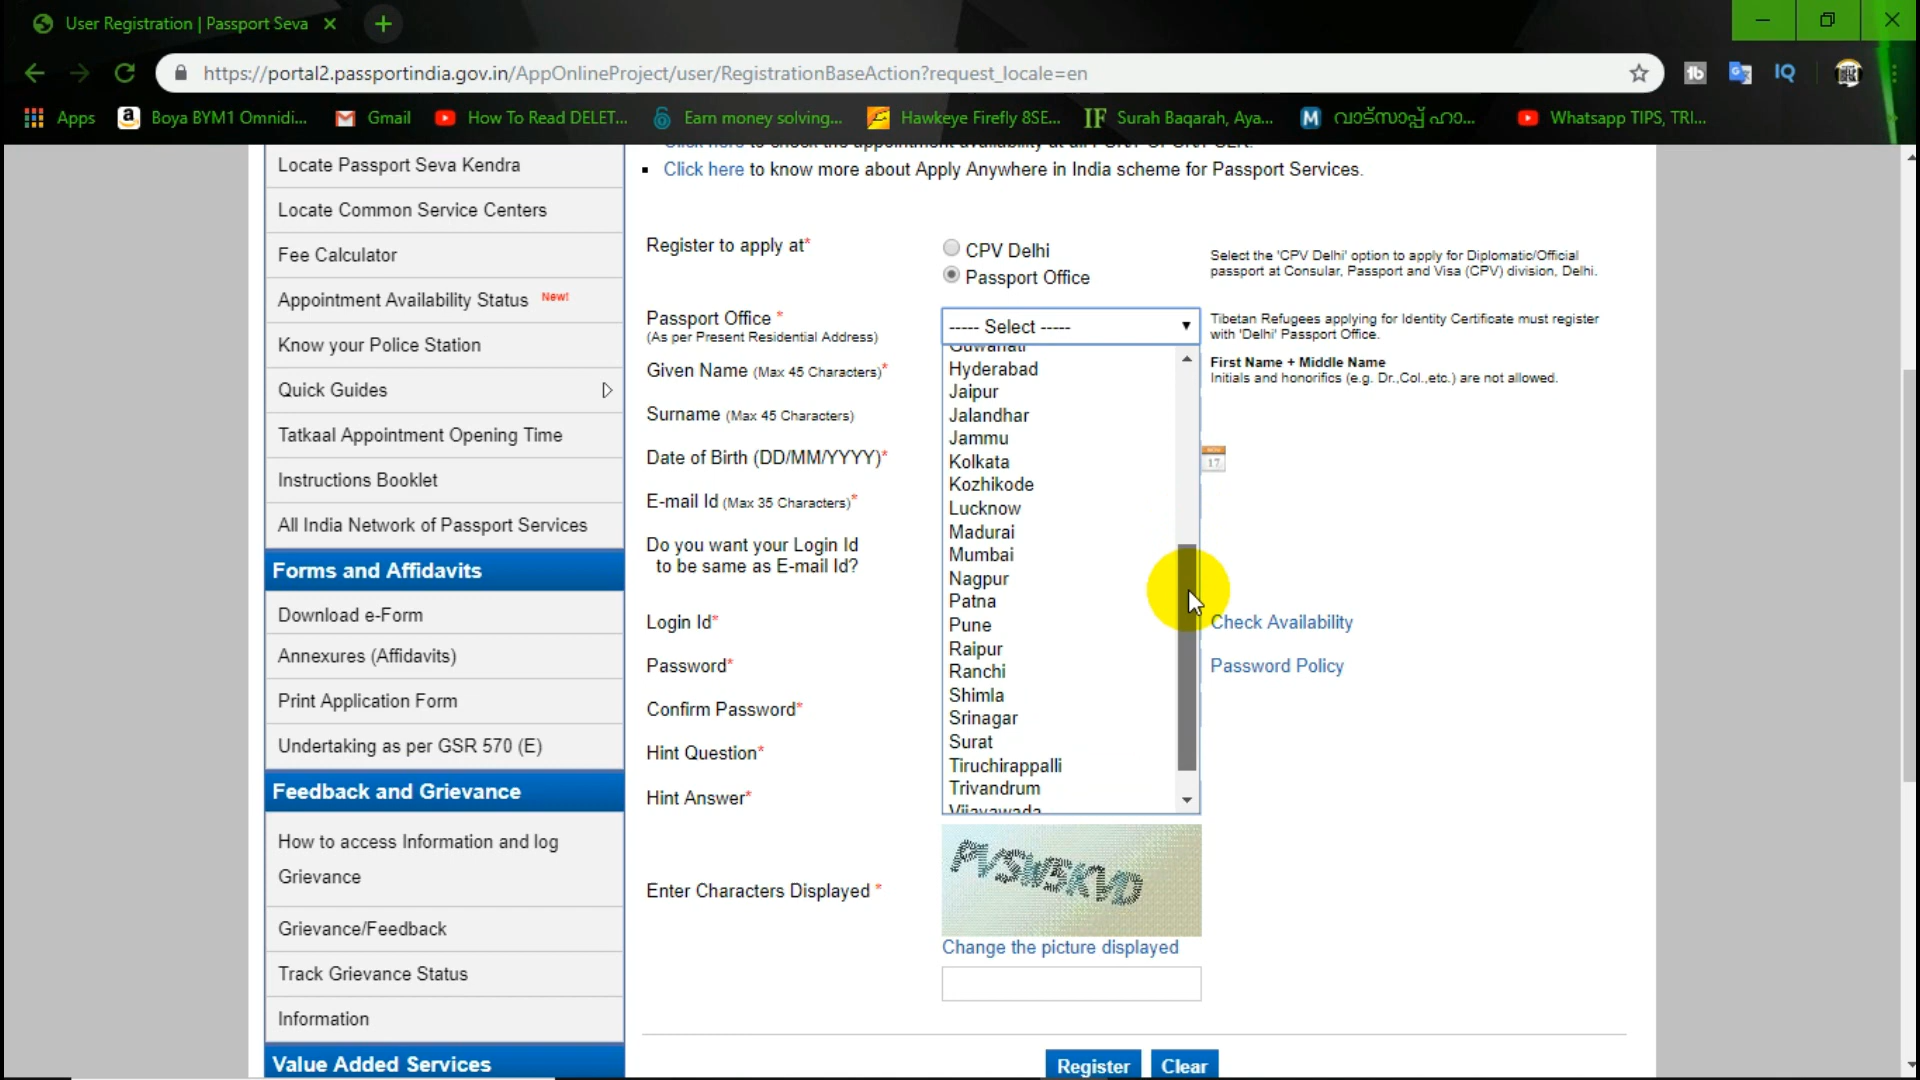 User Registration | Passport Seva
https://portal2.passportindia.gov.in/AppOnlineProject/user/RegistrationBaseAction?request_locale=en
Apps
Boya BYM1 Omnidi...
Gmail
How To Read DELET...
Earn money solving...
Hawkeye Firefly 8SE...
Surah Baqarah, Aya...
വാട്സാപ്പ് ഹാ...
Whatsapp TIPS, TRI...
Locate Passport Seva Kendra
Locate Common Service Centers
Fee Calculator
Appointment Availability Status New!
Know your Police Station
Quick Guides
Tatkaal Appointment Opening Time
Instructions Booklet
All India Network of Passport Services
Forms and Affidavits
Download e-Form
Annexures (Affidavits)
Print Application Form
Undertaking as per GSR 570 (E)
Feedback and Grievance
How to access Information and log
Grievance
Grievance/Feedback
Track Grievance Status
Information
Value Added Services
Click here to know more about Apply Anywhere in India scheme for Passport Services.
Register to apply at*
CPV Delhi
Passport Office
Select the 'CPV Delhi' option to apply for Diplomatic/Official
passport at Consular, Passport and Visa (CPV) division, Delhi.
Passport Office *
(As per Present Residential Address)
----- Select -----
Tibetan Refugees applying for Identity Certificate must register
with 'Delhi' Passport Office.
Given Name (Max 45 Characters)*
First Name + Middle Name
Initials and honorifics (e.g. Dr.,Col.,etc.) are not allowed.
Surname (Max 45 Characters)
Date of Birth (DD/MM/YYYY)*
17
E-mail Id (Max 35 Characters)*
Do you want your Login Id
to be same as E-mail Id?
Login Id*
Check Availability
Password*
Password Policy
Confirm Password*
Hint Question*
Hint Answer*
Guwahati
Hyderabad
Jaipur
Jalandhar
Jammu
Kolkata
Kozhikode
Lucknow
Madurai
Mumbai
Nagpur
Patna
Pune
Raipur
Ranchi
Shimla
Srinagar
Surat
Tiruchirappalli
Trivandrum
Vijayawada
Enter Characters Displayed *
Change the picture displayed
Register
Clear